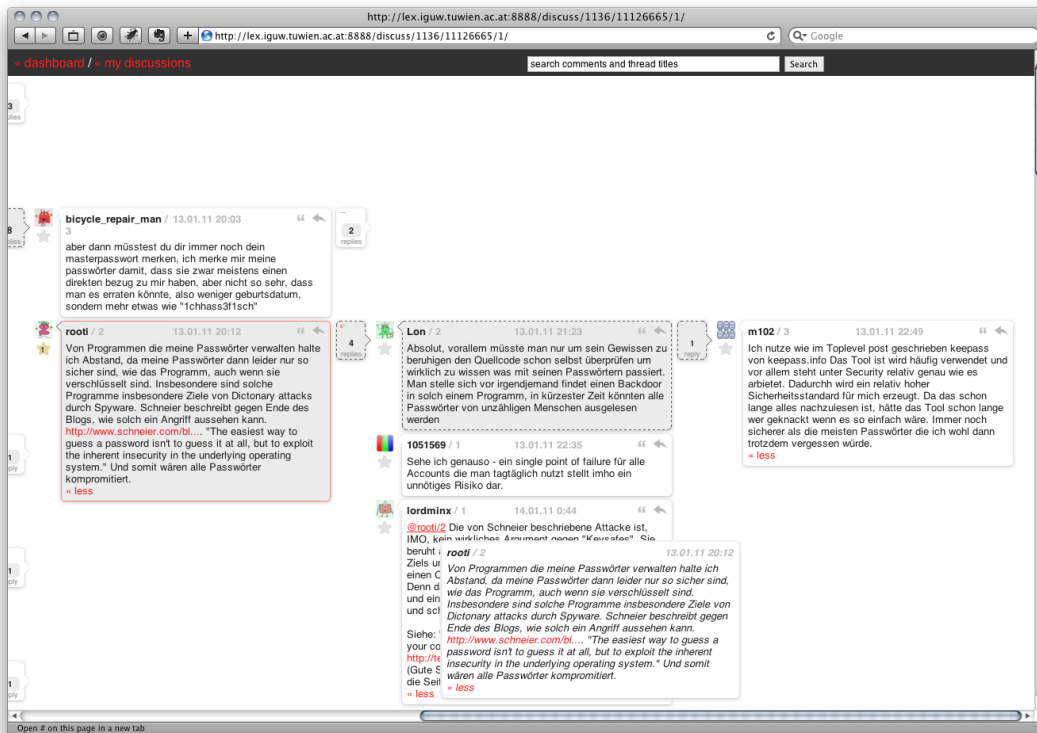 http://lex.iguw.tuwien.ac.at:8888/discuss/1136/11126665/1/
http://lex.iguw.tuwien.ac.at:8888/discuss/1136/11126665/1/
Google
« dashboard / « my discussions
search comments and thread titles
Search
3
plies
8
plies
bicycle_repair_man / 13.01.11 20:03
3
aber dann müsstest du dir immer noch dein
masterpasswort merken, ich merke mir meine
passwörter damit, dass sie zwar meistens einen
direkten bezug zu mir haben, aber nicht so sehr, dass
man es erraten könnte, also weniger geburtsdatum,
sondern mehr etwas wie "1chhass3f1sch"
2
replies
rooti / 2 13.01.11 20:12
Von Programmen die meine Passwörter verwalten halte
ich Abstand, da meine Passwörter dann leider nur so
sicher sind, wie das Programm, auch wenn sie
verschlüsselt sind. Insbesondere sind solche
Programme insbesondere Ziele von Dictonary attacks
durch Spyware. Schneier beschreibt gegen Ende des
Blogs, wie solch ein Angriff aussehen kann.
http://www.schneier.com/bl.... "The easiest way to
guess a password isn't to guess it at all, but to exploit
the inherent insecurity in the underlying operating
system." Und somit wären alle Passwörter
kompromitiert.
« less
4
replies
Lon / 2 13.01.11 21:23
Absolut, vorallem müsste man nur um sein Gewissen zu
beruhigen den Quellcode schon selbst überprüfen um
wirklich zu wissen was mit seinen Passwörtern passiert.
Man stelle sich vor irgendjemand findet einen Backdoor
in solch einem Programm, in kürzester Zeit könnten alle
Passwörter von unzähligen Menschen ausgelesen
werden
1
reply
m102 / 3 13.01.11 22:49
Ich nutze wie im Toplevel post geschrieben keepass
von keepass.info Das Tool ist wird häufig verwendet und
vor allem steht unter Security relativ genau wie es
arbietet. Dadurchh wird ein relativ hoher
Sicherheitsstandard für mich erzeugt. Da das schon
lange alles nachzulesen ist, hätte das Tool schon lange
wer geknackt wenn es so einfach wäre. Immer noch
sicherer als die meisten Passwörter die ich wohl dann
trotzdem vergessen würde.
« less
1
ply
1051569 / 1 13.01.11 22:35
Sehe ich genauso - ein single point of failure für alle
Accounts die man tagtäglich nutzt stellt imho ein
unnötiges Risiko dar.
lordminx / 1 14.01.11 0:44
@rooti/2 Die von Schneier beschriebene Attacke ist,
IMO, kein wirkliches Argument gegen "Keysafes". Sie
beruht
Ziels
einen
Denn
und ein
und
Siehe:
your
http://te
(Gute
die Seit
« less
rooti / 2 13.01.11 20:12
Von Programmen die meine Passwörter verwalten halte ich
Abstand, da meine Passwörter dann leider nur so sicher sind,
wie das Programm, auch wenn sie verschlüsselt sind.
Insbesondere sind solche Programme insbesondere Ziele von
Dictonary attacks durch Spyware. Schneier beschreibt gegen
Ende des Blogs, wie solch ein Angriff aussehen kann.
http://www.schneier.com/bl.... "The easiest way to guess a
password isn't to guess it at all, but to exploit the inherent
insecurity in the underlying operating system." Und somit
wären alle Passwörter kompromitiert.
« less
1
ply
1
ply
Open # on this page in a new tab